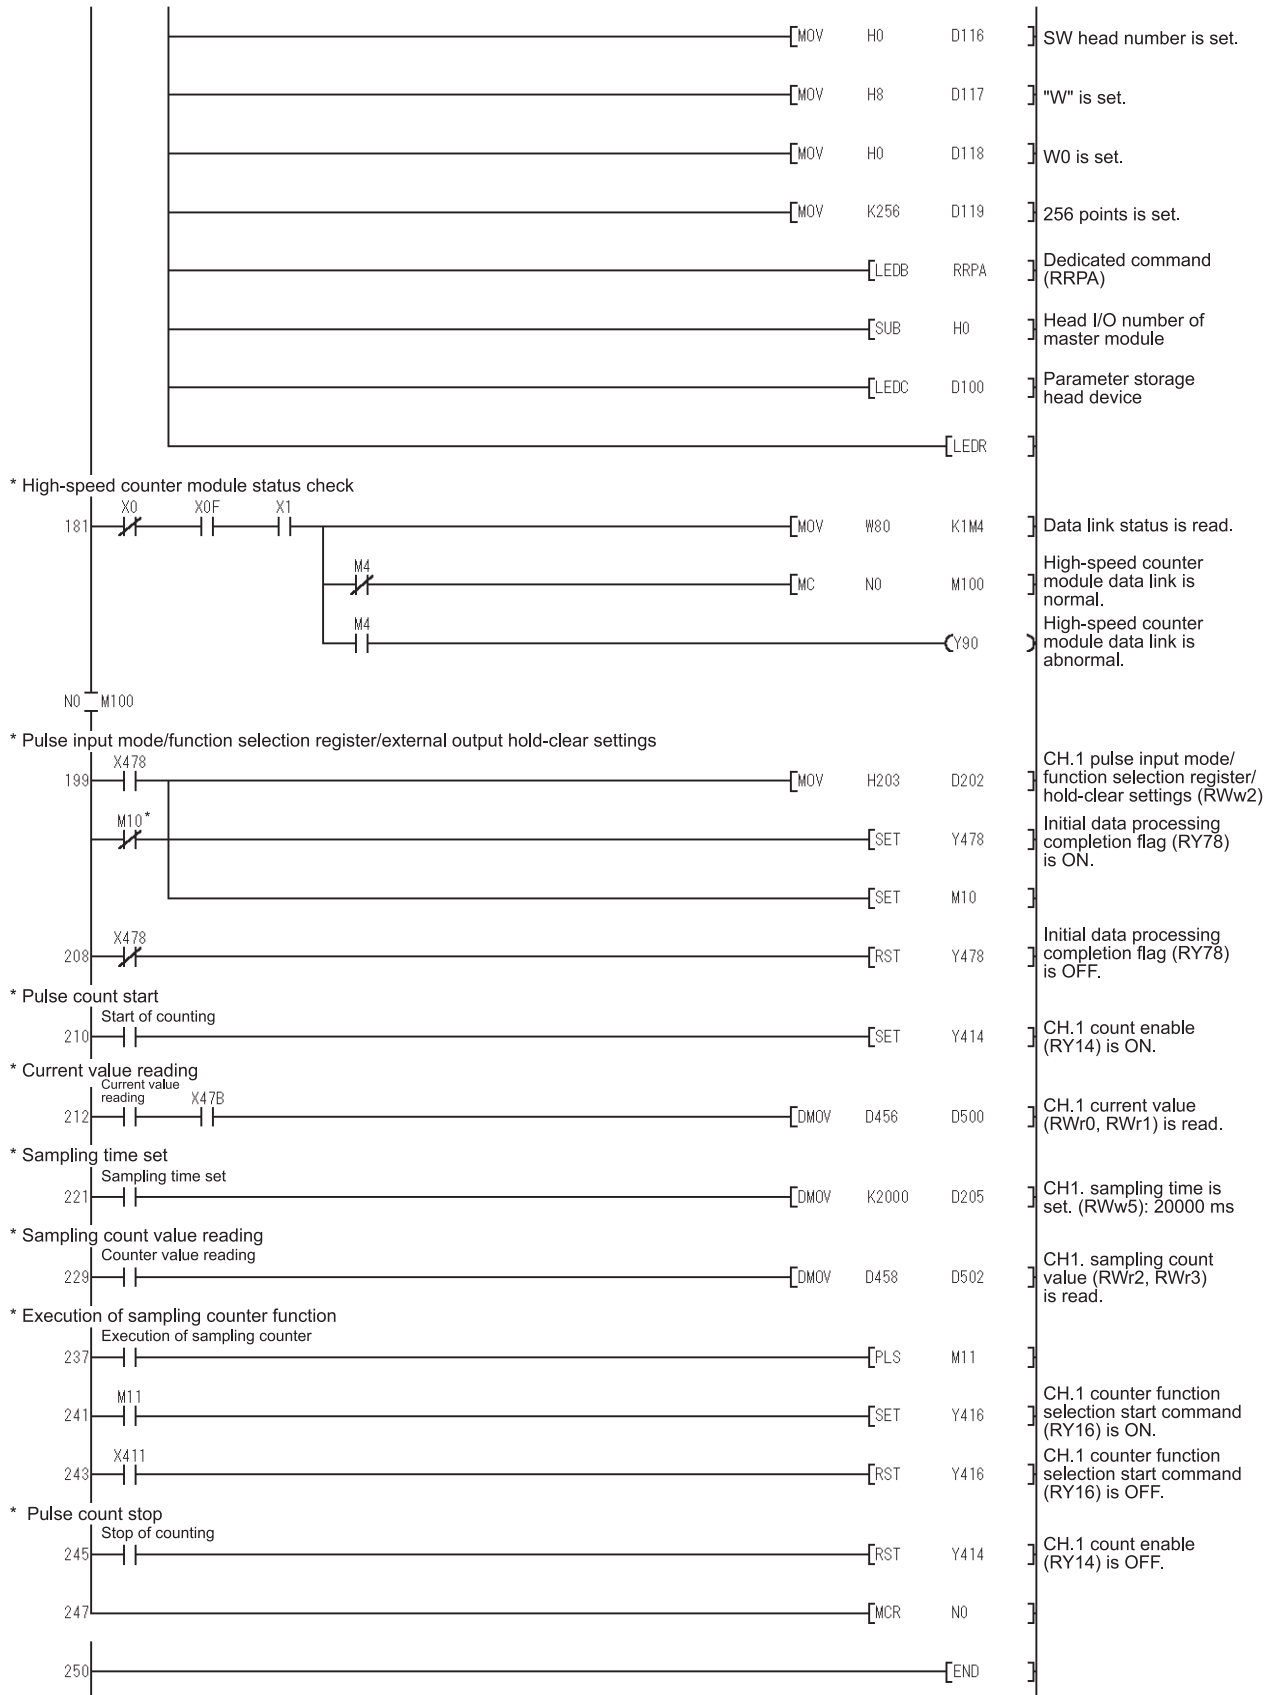 MOV H0 D116 SW head number is set.
MOV H8 D117 "W" is set.
MOV H0 D118 W0 is set.
MOV K256 D119 256 points is set.
LEDB RRPA Dedicated command
(RRPA)
SUB H0 Head I/O number of
master module
LEDC D100 Parameter storage
head device
LEDR
* High-speed counter module status check
X0 X0F X1
181 MOV W80 K1M4 Data link status is read.
M4 MC N0 M100 High-speed counter
module data link is
normal.
M4 Y90 High-speed counter
module data link is
abnormal.
N0 M100
* Pulse input mode/function selection register/external output hold-clear settings
X478
199 MOV H203 D202 CH.1 pulse input mode/
function selection register/
hold-clear settings (RWw2)
M10 * SET Y478 Initial data processing
completion flag (RY78)
is ON.
SET M10
X478
208 RST Y478 Initial data processing
completion flag (RY78)
is OFF.
* Pulse count start
Start of counting
210 SET Y414 CH.1 count enable
(RY14) is ON.
* Current value reading
Current value
reading X47B
212 DMOV D456 D500 CH.1 current value
(RWr0, RWr1) is read.
* Sampling time set
Sampling time set
221 DMOV K2000 D205 CH1. sampling time is
set. (RWw5): 20000 ms
* Sampling count value reading
Counter value reading
229 DMOV D458 D502 CH1. sampling count
value (RWr2, RWr3)
is read.
* Execution of sampling counter function
Execution of sampling counter
237 PLS M11
M11
241 SET Y416 CH.1 counter function
selection start command
(RY16) is ON.
X411
243 RST Y416 CH.1 counter function
selection start command
(RY16) is OFF.
* Pulse count stop
Stop of counting
245 RST Y414 CH.1 count enable
(RY14) is OFF.
247 MCR N0
250 END